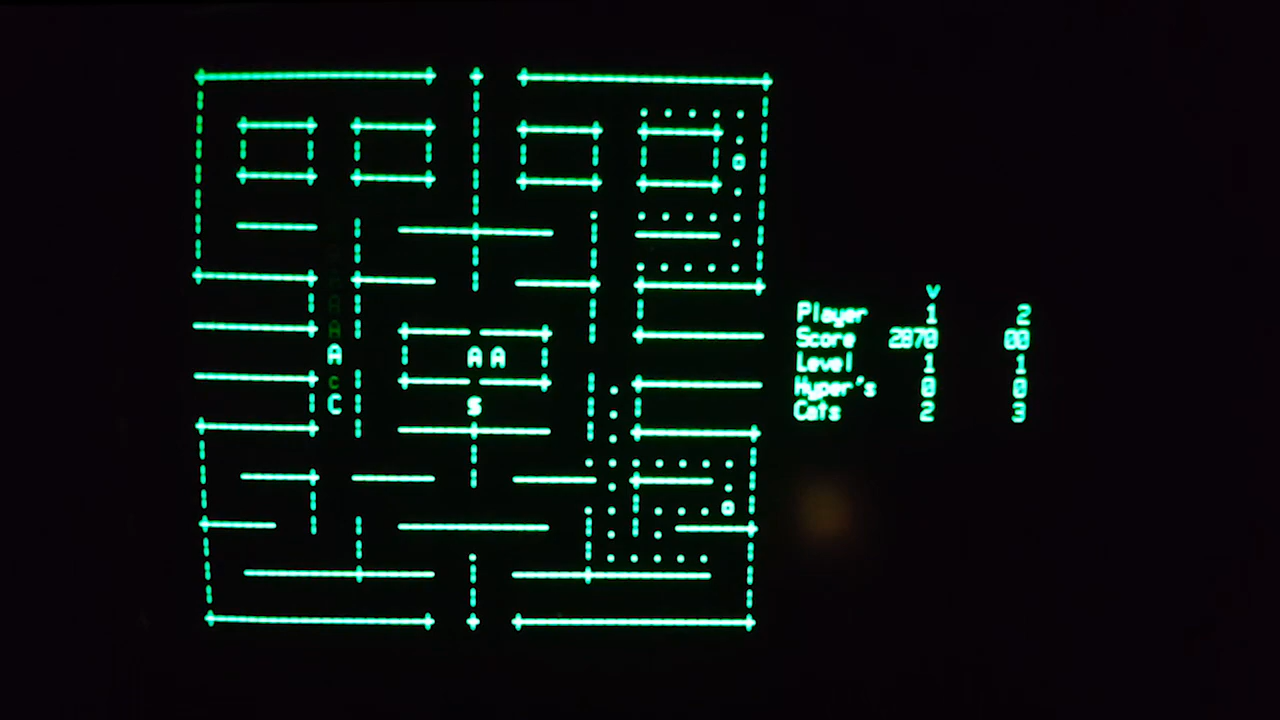 v
Player 1 2
Score 2870 00
Level 1 1
Hyper's 0 0
Cats 2 3
A
A A A
c
C S